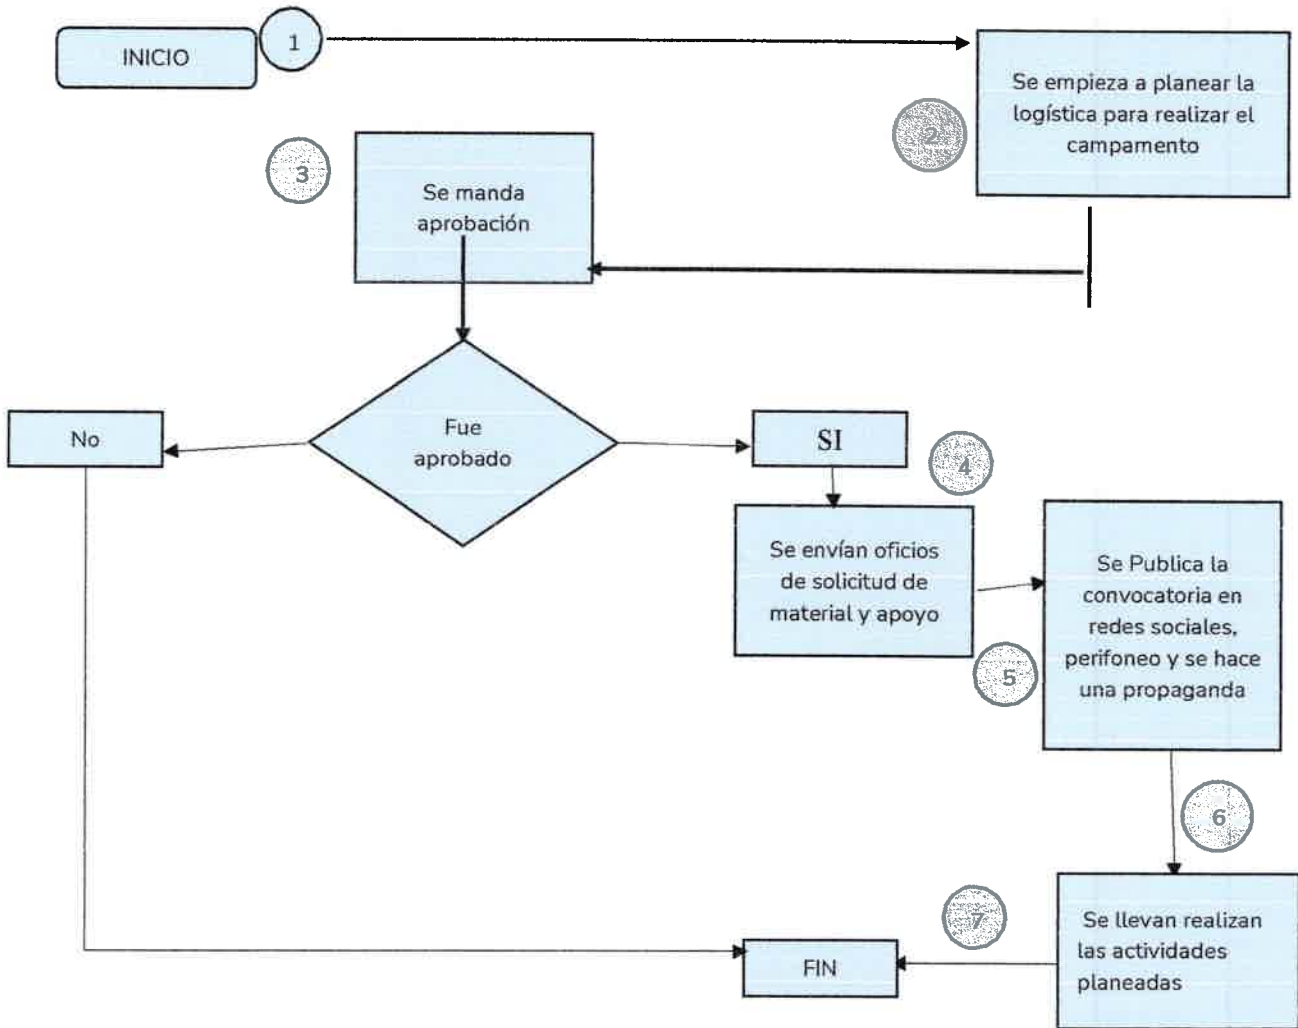 INICIO
1
Se empieza a planear la
logística para realizar el
campamento
2
3
Se manda
aprobación
Fue
aprobado
No
SI
4
Se envían oficios
de solicitud de
material y apoyo
5
Se Publica la
convocatoria en
redes sociales,
perifoneo y se hace
una propaganda
6
Se llevan realizan
las actividades
planeadas
7
FIN